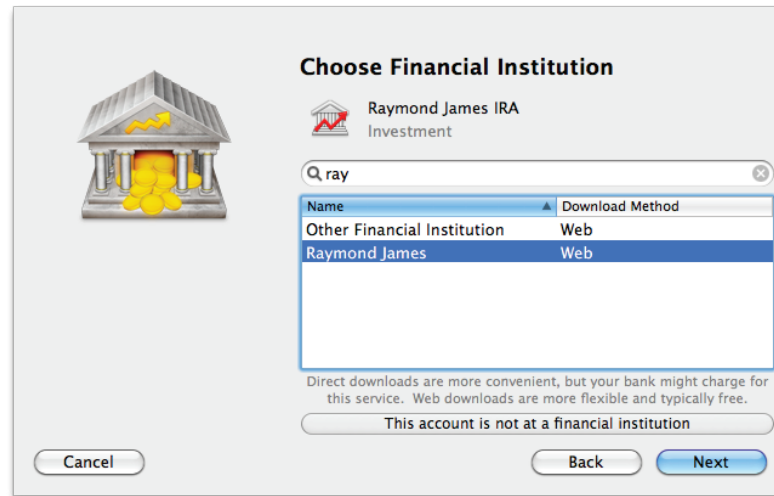 Choose Financial Institution
Raymond James IRA
Investment
ray
Name Download Method
Other Financial Institution Web
Raymond James Web
Direct downloads are more convenient, but your bank might charge for
this service. Web downloads are more flexible and typically free.
This account is not at a financial institution
Cancel Back Next